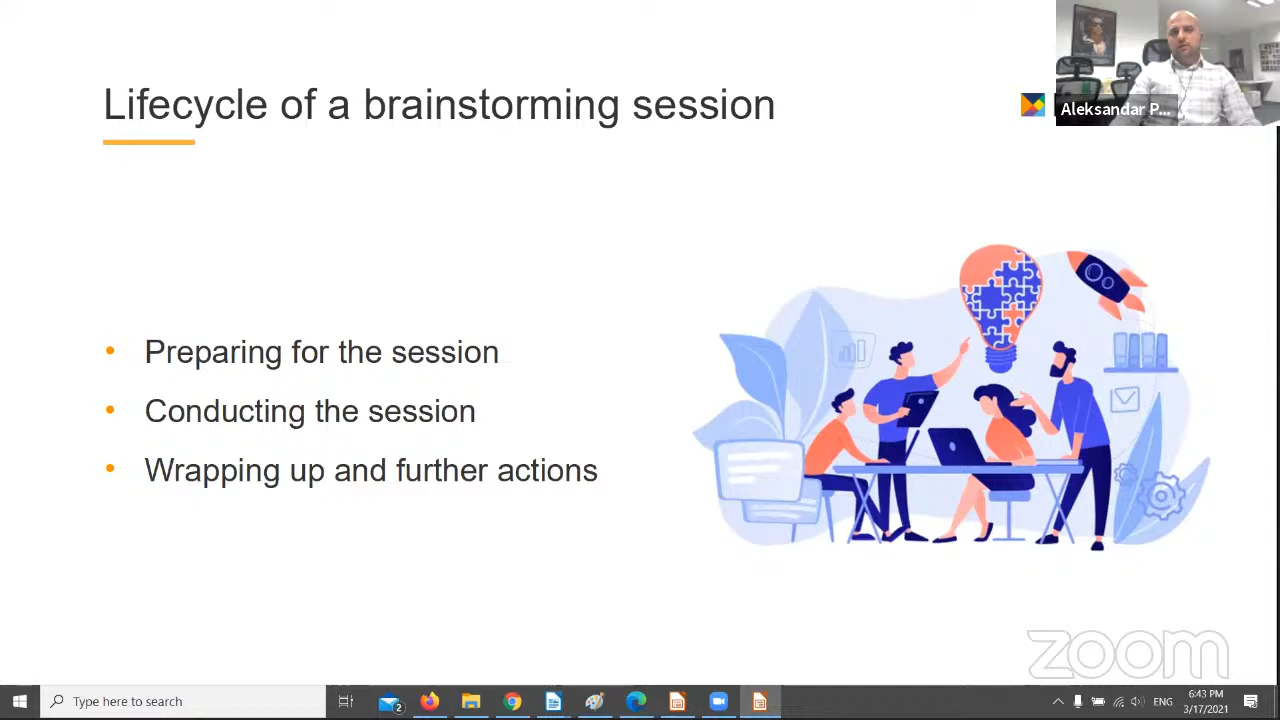 Lifecycle of a brainstorming session
Aleksandar P...
Preparing for the session
Conducting the session
Wrapping up and further actions
zoom
Type here to search
2
ENG
6:43 PM
3/17/2021